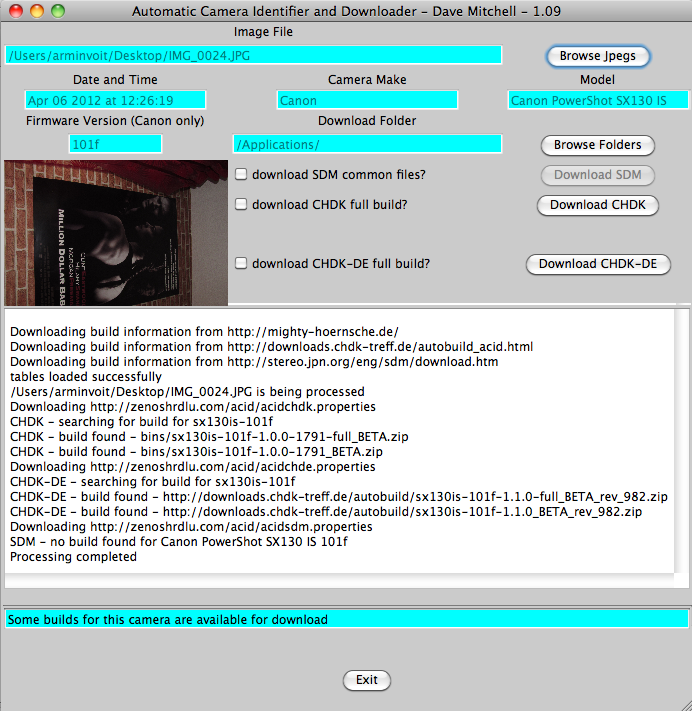 Automatic Camera Identifier and Downloader - Dave Mitchell - 1.09
Image File
/Users/arminvoit/Desktop/IMG_0024.JPG
Browse Jpegs
Date and Time
Camera Make
Model
Apr 06 2012 at 12:26:19
Canon
Canon PowerShot SX130 IS
Firmware Version (Canon only)
Download Folder
101f
/Applications/
Browse Folders
download SDM common files?
Download SDM
download CHDK full build?
Download CHDK
download CHDK-DE full build?
Download CHDK-DE
MILLION DOLLAR BAB
Downloading build information from http://mighty-hoernsche.de/
Downloading build information from http://downloads.chdk-treff.de/autobuild_acid.html
Downloading build information from http://stereo.jpn.org/eng/sdm/download.htm
tables loaded successfully
/Users/arminvoit/Desktop/IMG_0024.JPG is being processed
Downloading http://zenoshrdlu.com/acid/acidchdk.properties
CHDK - searching for build for sx130is-101f
CHDK - build found - bins/sx130is-101f-1.0.0-1791-full_BETA.zip
CHDK - build found - bins/sx130is-101f-1.0.0-1791_BETA.zip
Downloading http://zenoshrdlu.com/acid/acidchde.properties
CHDK-DE - searching for build for sx130is-101f
CHDK-DE - build found - http://downloads.chdk-treff.de/autobuild/sx130is-101f-1.1.0-full_BETA_rev_982.zip
CHDK-DE - build found - http://downloads.chdk-treff.de/autobuild/sx130is-101f-1.1.0_BETA_rev_982.zip
Downloading http://zenoshrdlu.com/acid/acidsdm.properties
SDM - no build found for Canon PowerShot SX130 IS 101f
Processing completed
Some builds for this camera are available for download
Exit